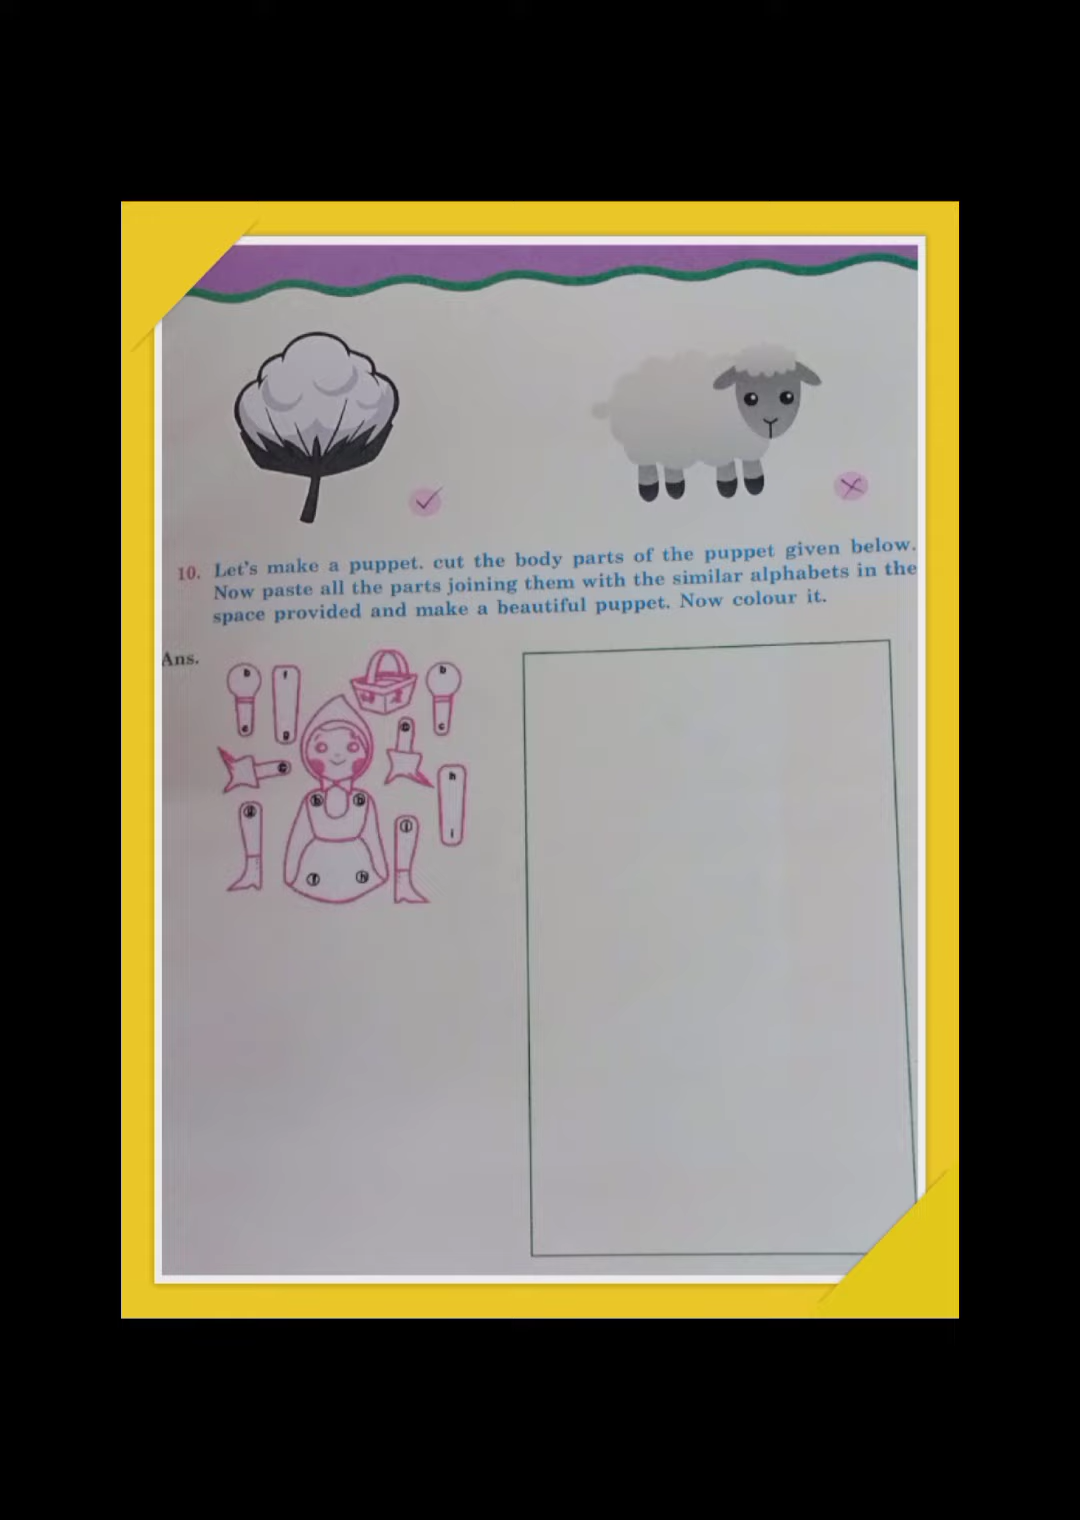 10. Let's make a puppet. cut the body parts of the puppet given below.
Now paste all the parts joining them with the similar alphabets in the
space provided and make a beautiful puppet. Now colour it.
Ans.
b f b
e g c
h
b b
i
f h